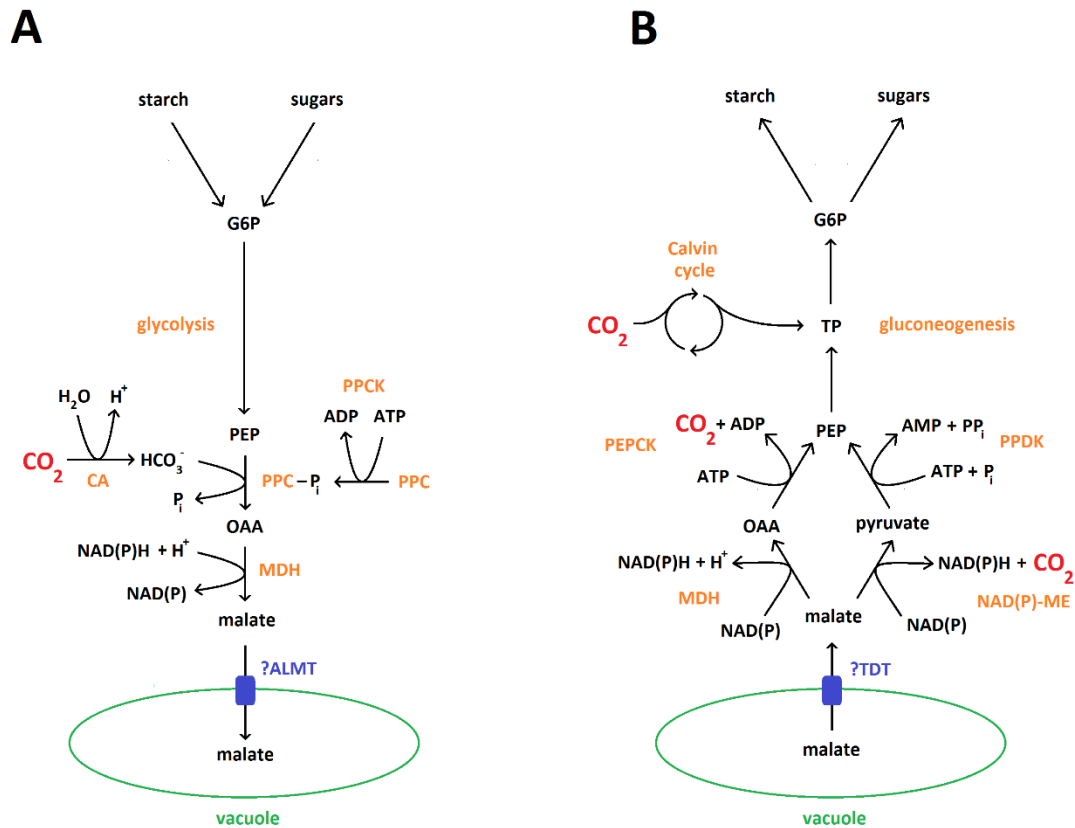 A
starch sugars
G6P
glycolysis
H₂O H⁺
PPCK
ADP ATP
PEP
CO₂ HCO₃⁻
CA
PPC – Pᵢ PPC
Pᵢ
OAA
NAD(P)H + H⁺
MDH
NAD(P)
malate
?ALMT
malate
vacuole
B
starch sugars
G6P
Calvin
cycle
CO₂ TP gluconeogenesis
CO₂ + ADP PEP AMP + PPᵢ
PEPCK PPDK
ATP ATP + Pᵢ
OAA pyruvate
NAD(P)H + H⁺ NAD(P)H + CO₂
MDH malate NAD(P)-ME
NAD(P) NAD(P)
?TDT
malate
vacuole